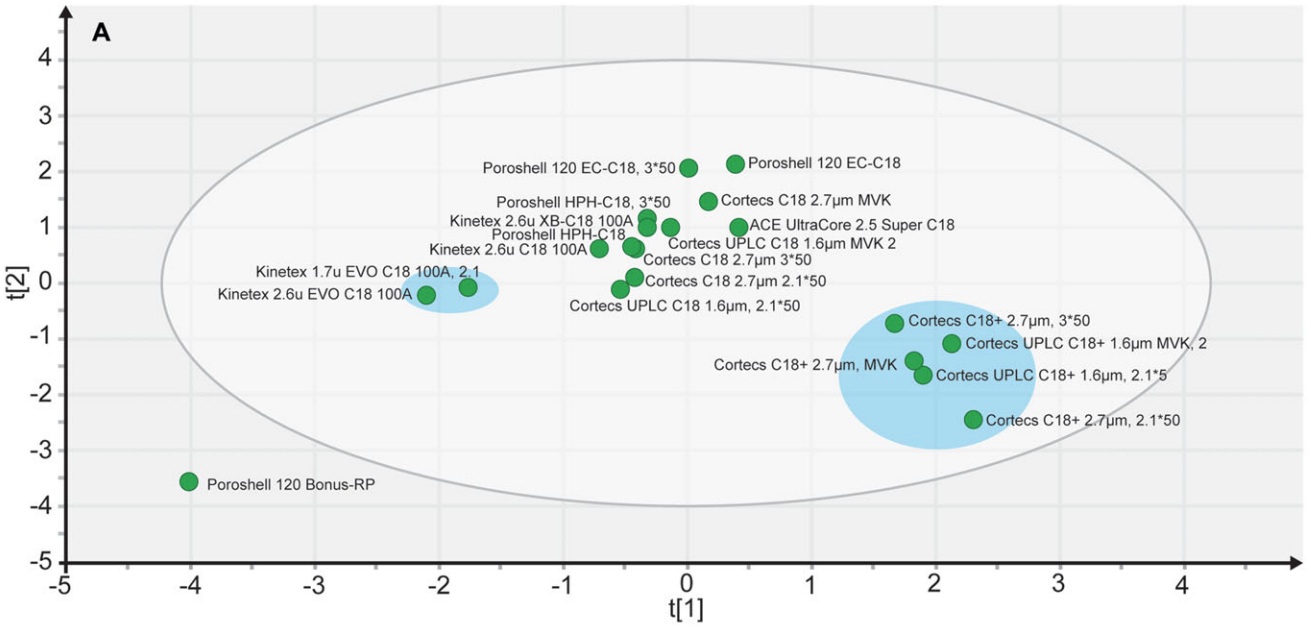 A
4
3
2
1
0
-1
-2
-3
-4
-5
t[2]
Poroshell 120 EC-C18, 3*50
Poroshell 120 EC-C18
Cortecs C18 2.7µm MVK
Poroshell HPH-C18, 3*50
Kinetex 2.6u XB-C18 100A
ACE UltraCore 2.5 Super C18
Poroshell HPH-C18
Cortecs UPLC C18 1.6µm MVK 2
Kinetex 2.6u C18 100A
Cortecs C18 2.7µm 3*50
Kinetex 1.7u EVO C18 100A, 2.1
Cortecs C18 2.7µm 2.1*50
Kinetex 2.6u EVO C18 100A
Cortecs UPLC C18 1.6µm, 2.1*50
Cortecs C18+ 2.7µm, 3*50
Cortecs UPLC C18+ 1.6µm MVK, 2
Cortecs C18+ 2.7µm, MVK
Cortecs UPLC C18+ 1.6µm, 2.1*5
Cortecs C18+ 2.7µm, 2.1*50
Poroshell 120 Bonus-RP
-5 -4 -3 -2 -1 0 1 2 3 4
t[1]